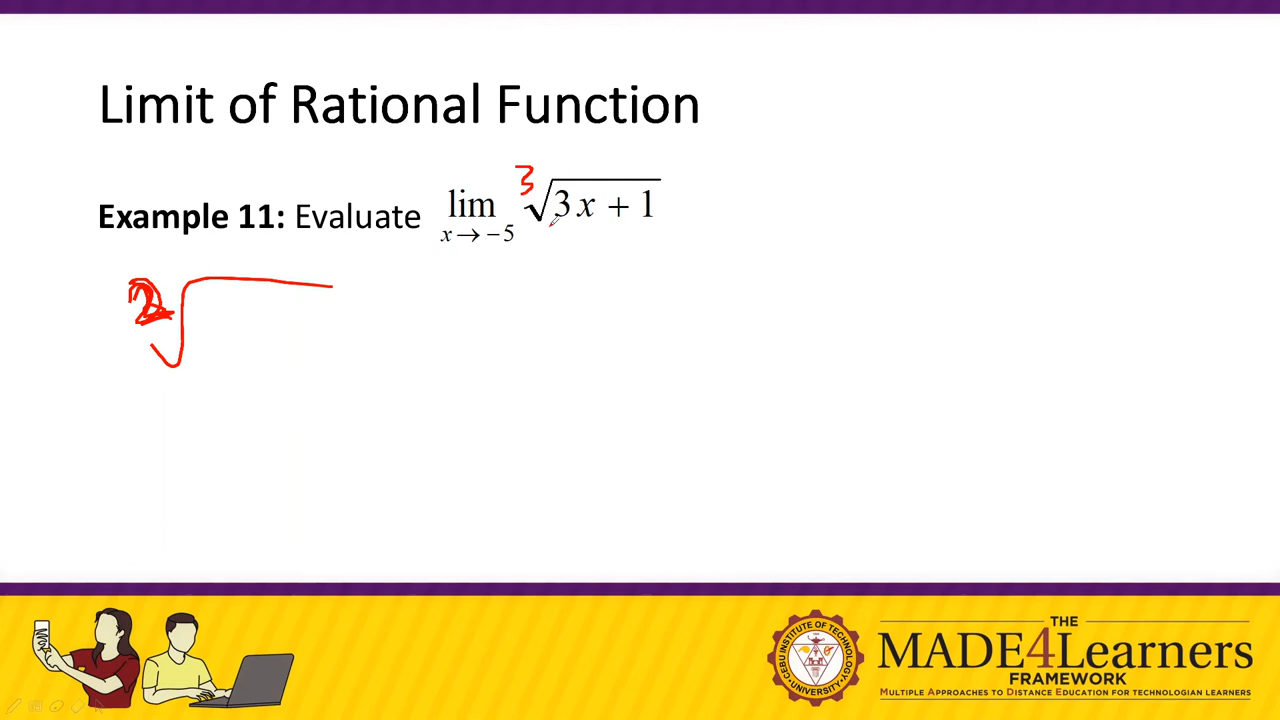 Limit of Rational Function
Example 11: Evaluate lim x→−5 ∛3x + 1
2√
CEBU INSTITUTE OF TECHNOLOGY
UNIVERSITY
THE
MADE4Learners
FRAMEWORK
MULTIPLE APPROACHES TO DISTANCE EDUCATION FOR TECHNOLOGIAN LEARNERS